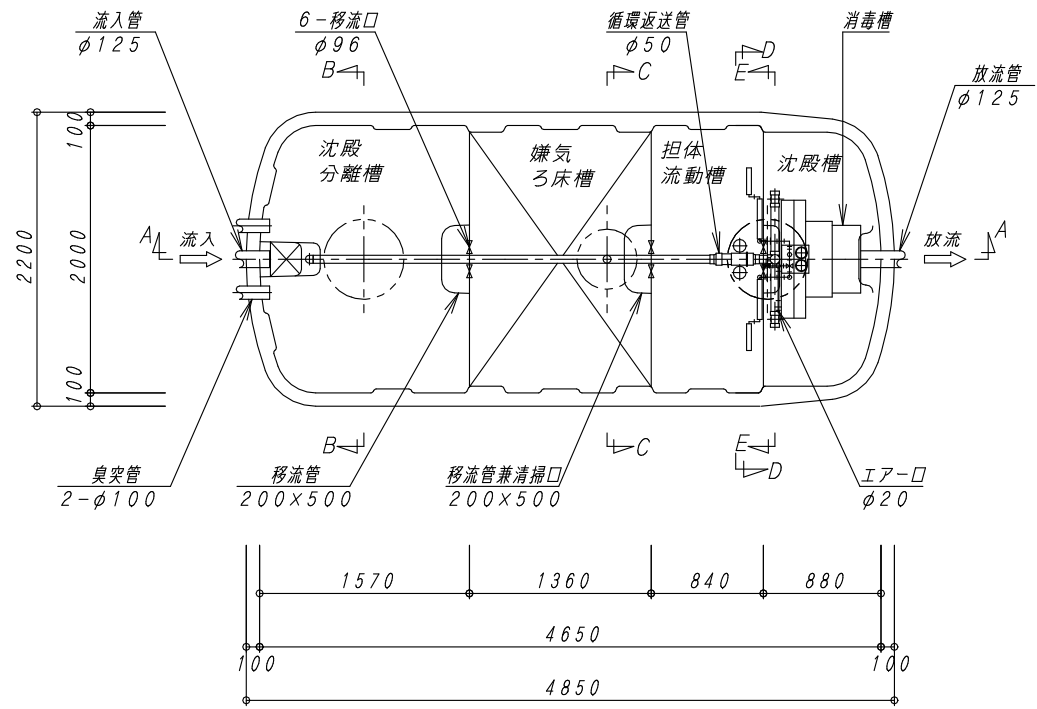 流入管
φ125
6-移流口
φ96
循環返送管
φ50
消毒槽
放流管
φ125
B
C
D
E
沈殿
分離槽
嫌気
ろ床槽
担体
流動槽
沈殿槽
100
2000
100
2200
A
流入
放流
A
B
C
E
D
臭突管
2-φ100
移流管
200×500
移流管兼清掃口
200×500
エアー口
φ20
1570
1360
840
880
4650
100
100
4850